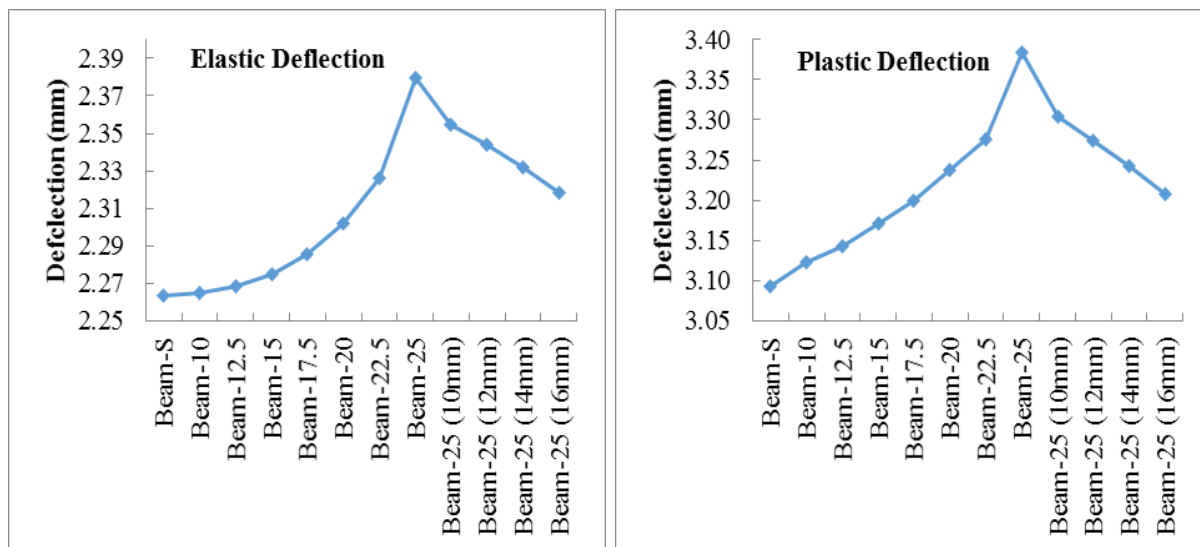 Elastic Deflection
Defclection (mm)
2.39
2.37
2.35
2.33
2.31
2.29
2.27
2.25
Beam-S
Beam-10
Beam-12.5
Beam-15
Beam-17.5
Beam-20
Beam-22.5
Beam-25
Beam-25 (10mm)
Beam-25 (12mm)
Beam-25 (14mm)
Beam-25 (16mm)
Plastic Deflection
Defclection (mm)
3.40
3.35
3.30
3.25
3.20
3.15
3.10
3.05
Beam-S
Beam-10
Beam-12.5
Beam-15
Beam-17.5
Beam-20
Beam-22.5
Beam-25
Beam-25 (10mm)
Beam-25 (12mm)
Beam-25 (14mm)
Beam-25 (16mm)